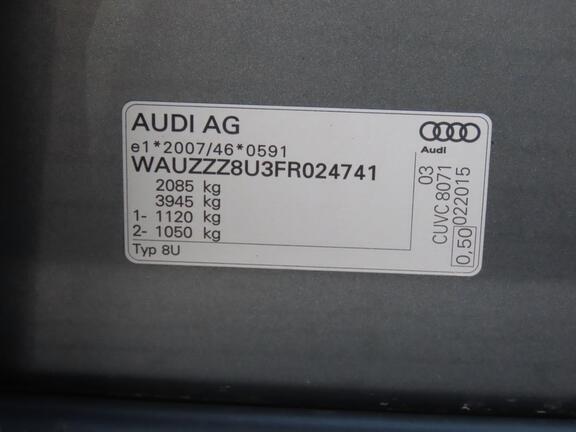 AUDI AG
e1*2007/46*0591
WAUZZZ8U3FR024741
2085 kg
3945 kg
1- 1120 kg
2- 1050 kg
Typ 8U
Audi
03
CUVC 8071
0,50 022015